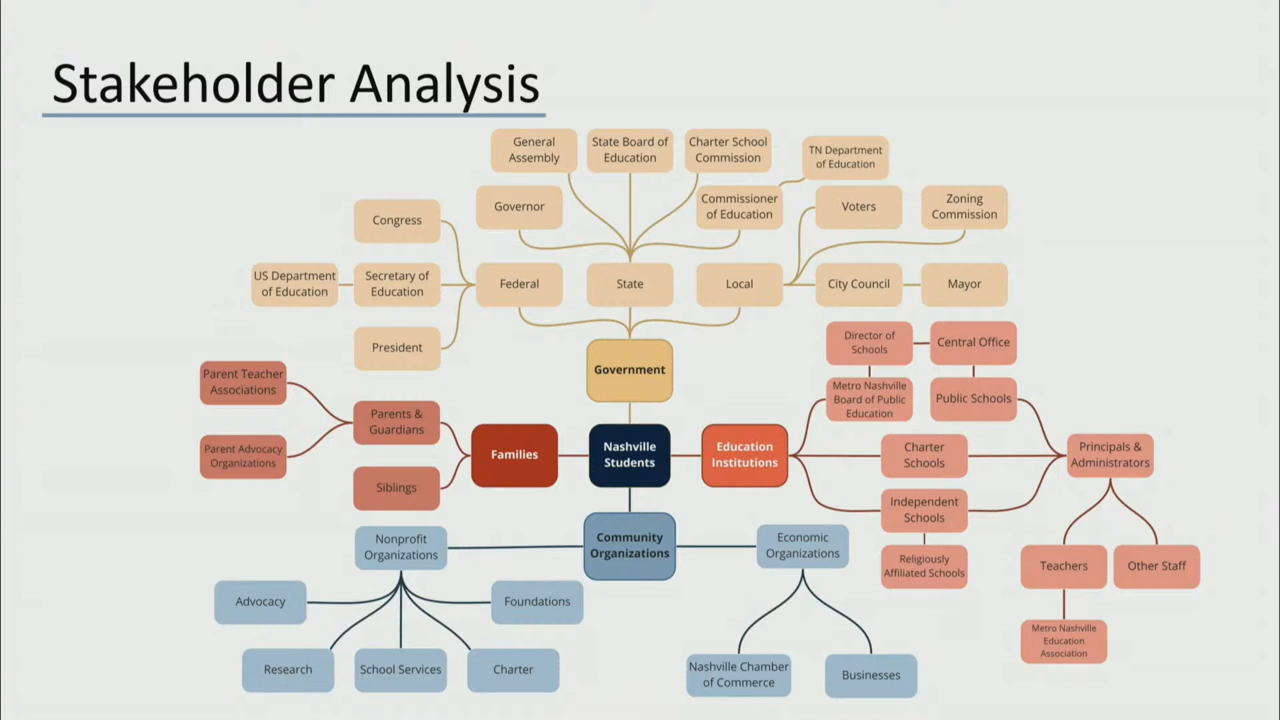 Stakeholder Analysis
General
Assembly
State Board of
Education
Charter School
Commission
TN Department
of Education
Governor
Commissioner
of Education
Voters
Zoning
Commission
Congress
US Department
of Education
Secretary of
Education
Federal
State
Local
City Council
Mayor
President
Government
Director of
Schools
Central Office
Parent Teacher
Associations
Metro Nashville
Board of Public
Education
Public Schools
Parents &
Guardians
Parent Advocacy
Organizations
Siblings
Families
Nashville
Students
Education
Institutions
Charter
Schools
Principals &
Administrators
Independent
Schools
Religiously
Affiliated Schools
Teachers
Other Staff
Metro Nashville
Education
Association
Nonprofit
Organizations
Community
Organizations
Economic
Organizations
Advocacy
Foundations
Research
School Services
Charter
Nashville Chamber
of Commerce
Businesses